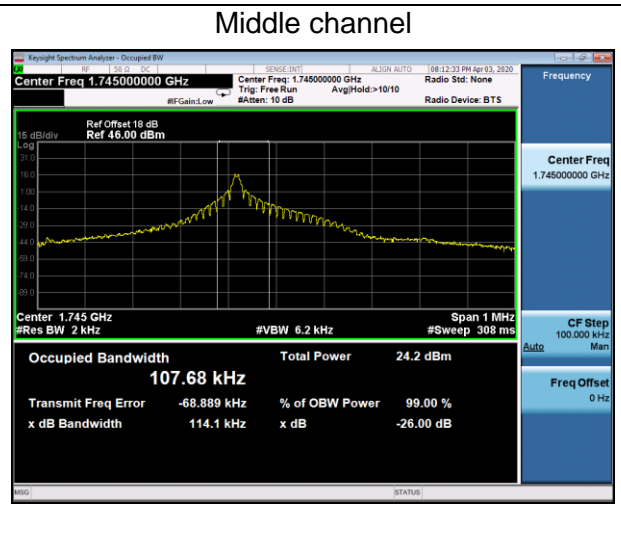 Middle channel
Keysight Spectrum Analyzer - Occupied BW
RF 50 Ω DC SENSE:INT ALIGN AUTO 08:12:33 PM Apr 03, 2020
Center Freq 1.745000000 GHz
Center Freq: 1.745000000 GHz Radio Std: None
Trig: Free Run Avg|Hold:>10/10
#IFGain:Low #Atten: 10 dB Radio Device: BTS
Frequency
Ref Offset 18 dB
15 dB/div Ref 46.00 dBm
Log
31.0
16.0
1.00
-14.0
-29.0
-44.0
-59.0
-74.0
-89.0
Center Freq
1.745000000 GHz
Center 1.745 GHz Span 1 MHz
#Res BW 2 kHz #VBW 6.2 kHz #Sweep 308 ms
CF Step
100.000 kHz
Auto Man
Occupied Bandwidth Total Power 24.2 dBm
107.68 kHz
Transmit Freq Error -68.889 kHz % of OBW Power 99.00 %
x dB Bandwidth 114.1 kHz x dB -26.00 dB
Freq Offset
0 Hz
MSG STATUS